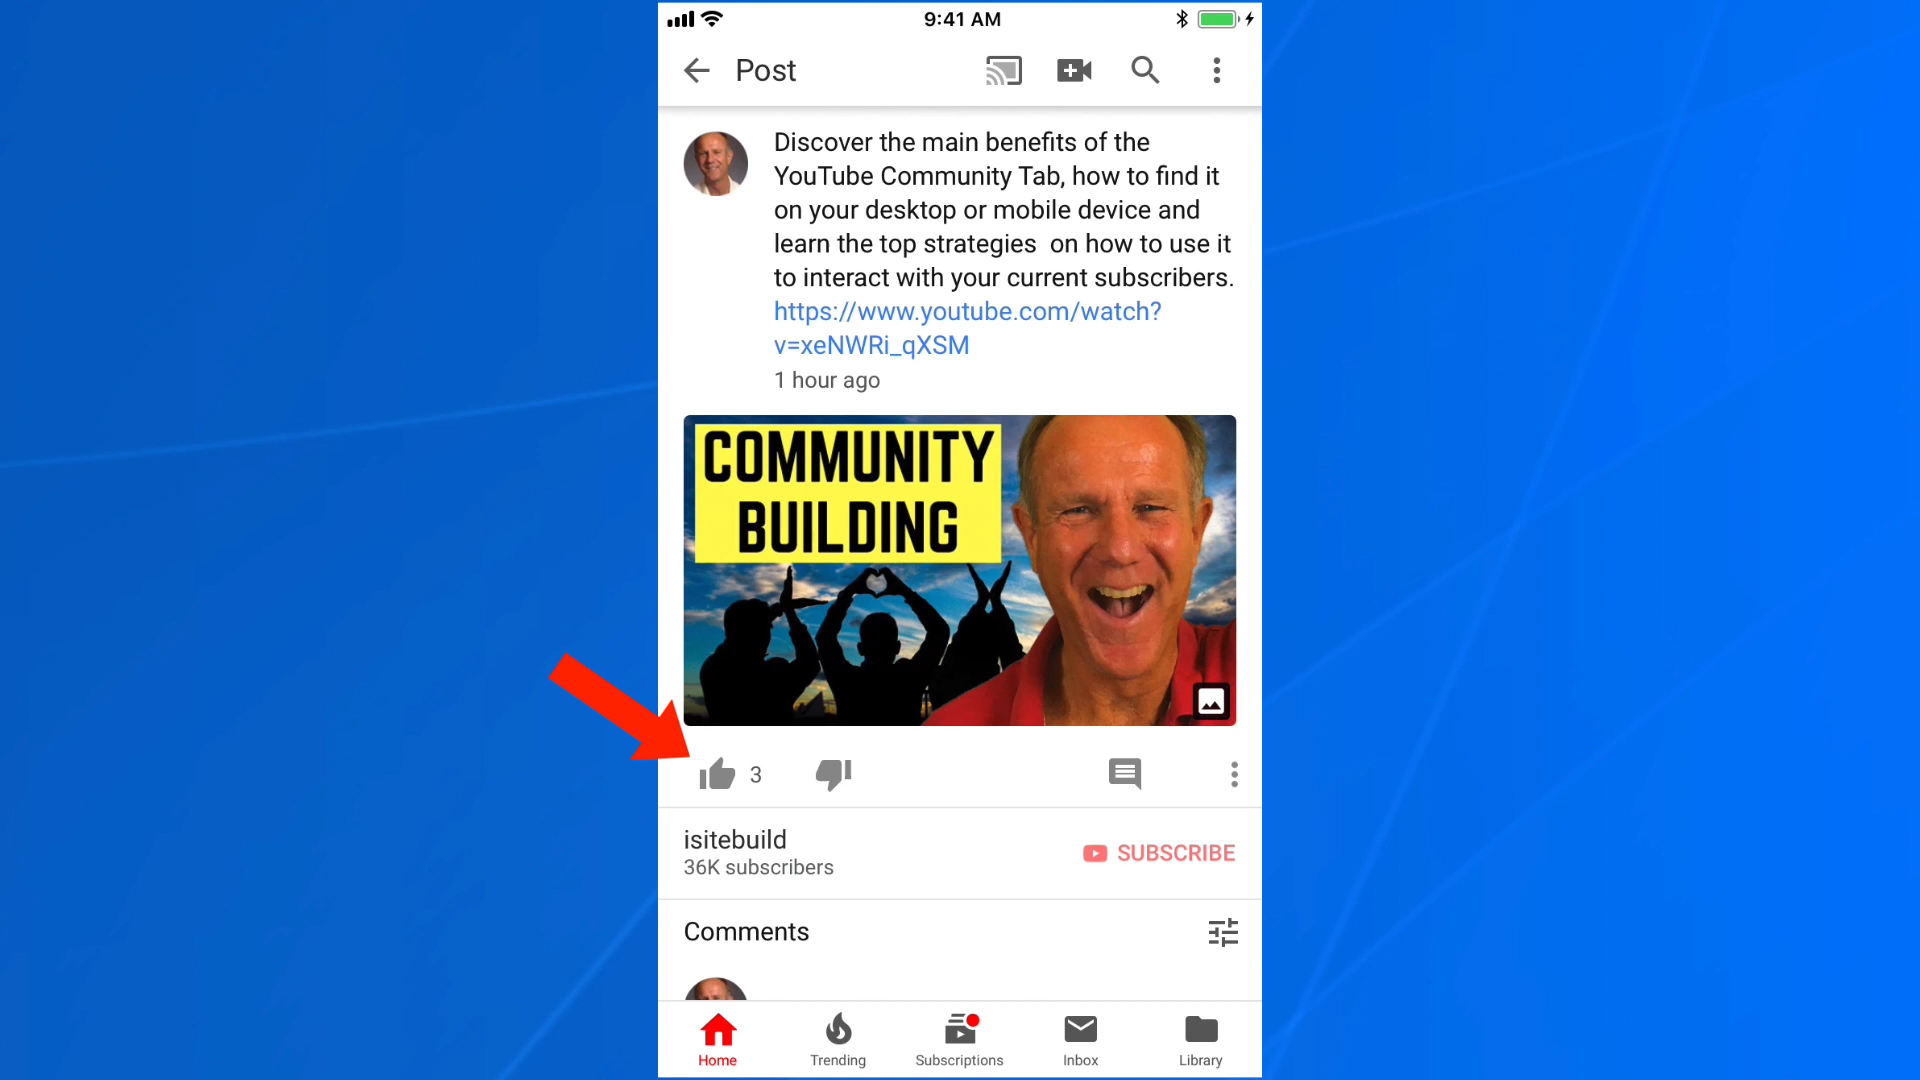 9:41 AM
Post
Discover the main benefits of the
YouTube Community Tab, how to find it
on your desktop or mobile device and
learn the top strategies  on how to use it
to interact with your current subscribers.
https://www.youtube.com/watch?
v=xeNWRi_qXSM
1 hour ago
COMMUNITY
BUILDING
3
isitebuild
SUBSCRIBE
36K subscribers
Comments
Home
Trending
Subscriptions
Inbox
Library